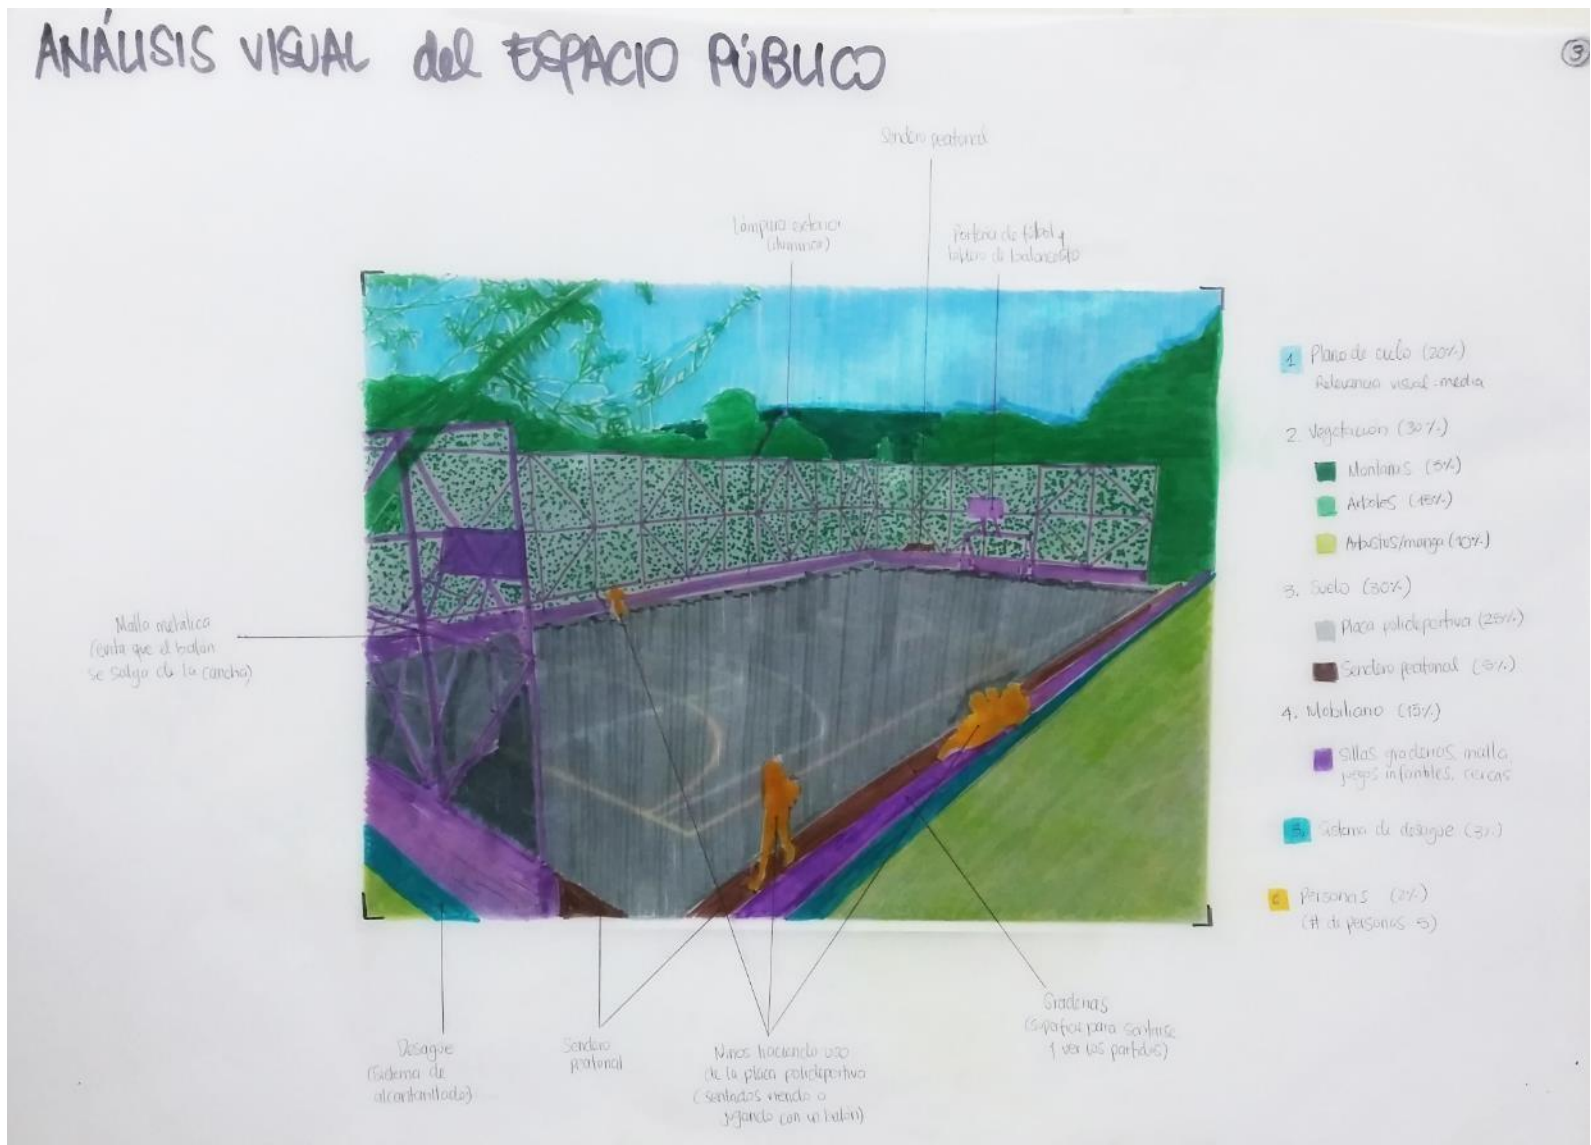 ANÁLISIS VISUAL del ESPACIO PÚBLICO
3
Sendero peatonal
Lámpara exterior
(ilumina)
Portería de fútbol y
tablero de baloncesto
1 Plano de cielo (20%)
Relevancia visual: media
2. Vegetación (30%)
Montañas (5%)
Árboles (15%)
Arbustos/manga (10%)
3. Suelo (30%)
Placa polideportiva (25%)
Sendero peatonal (5%)
4. Mobiliario (15%)
Sillas, graderías, malla,
juegos infantiles, cercas
5. Sistema de desagüe (3%)
6 Personas (2%)
(# de personas 5)
Malla metálica
(evita que el balón
se salga de la cancha)
Graderías
(superficie para sentarse
y ver los partidos)
Desagüe
(sistema de
alcantarillado)
Sendero
peatonal
Niños haciendo uso
de la placa polideportiva
(sentados viendo o
jugando con un balón)